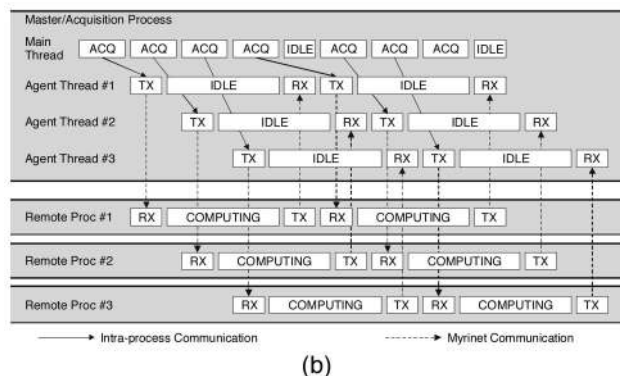 Master/Acquisition Process
Main Thread ACQ ACQ ACQ ACQ IDLE ACQ ACQ ACQ IDLE
Agent Thread #1 TX IDLE RX TX IDLE RX
Agent Thread #2 TX IDLE RX TX IDLE RX
Agent Thread #3 TX IDLE RX TX IDLE RX
Remote Proc #1 RX COMPUTING TX RX COMPUTING TX
Remote Proc #2 RX COMPUTING TX RX COMPUTING TX
Remote Proc #3 RX COMPUTING TX RX COMPUTING TX
Intra-process Communication Myrinet Communication
(b)